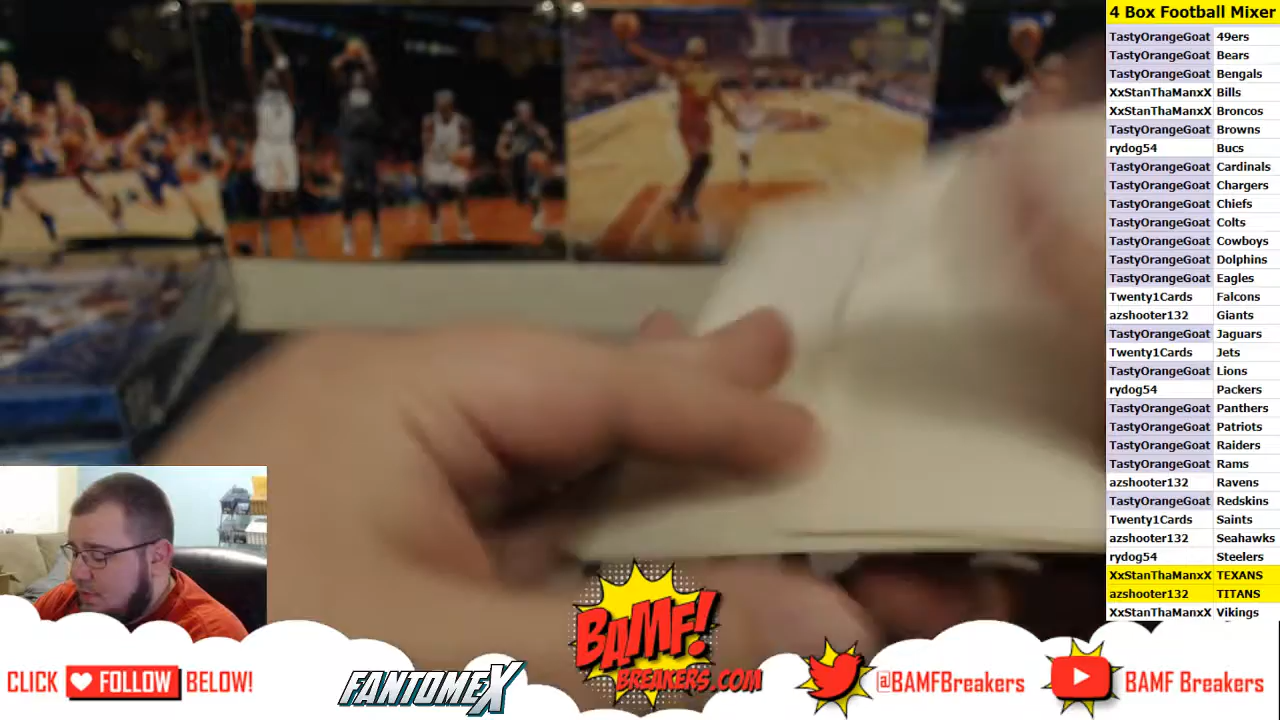 4 Box Football Mixer
TastyOrangeGoat 49ers
TastyOrangeGoat Bears
TastyOrangeGoat Bengals
XxStanThaManxX Bills
XxStanThaManxX Broncos
TastyOrangeGoat Browns
rydog54 Bucs
TastyOrangeGoat Cardinals
TastyOrangeGoat Chargers
TastyOrangeGoat Chiefs
TastyOrangeGoat Colts
TastyOrangeGoat Cowboys
TastyOrangeGoat Dolphins
TastyOrangeGoat Eagles
Twenty1Cards Falcons
azshooter132 Giants
TastyOrangeGoat Jaguars
Twenty1Cards Jets
TastyOrangeGoat Lions
rydog54 Packers
TastyOrangeGoat Panthers
TastyOrangeGoat Patriots
TastyOrangeGoat Raiders
TastyOrangeGoat Rams
azshooter132 Ravens
TastyOrangeGoat Redskins
Twenty1Cards Saints
azshooter132 Seahawks
rydog54 Steelers
XxStanThaManxX TEXANS
azshooter132 TITANS
XxStanThaManxX Vikings
CLICK FOLLOW BELOW!
FANTOMEX
BAMF!
BREAKERS.COM
@BAMFBreakers
BAMF Breakers